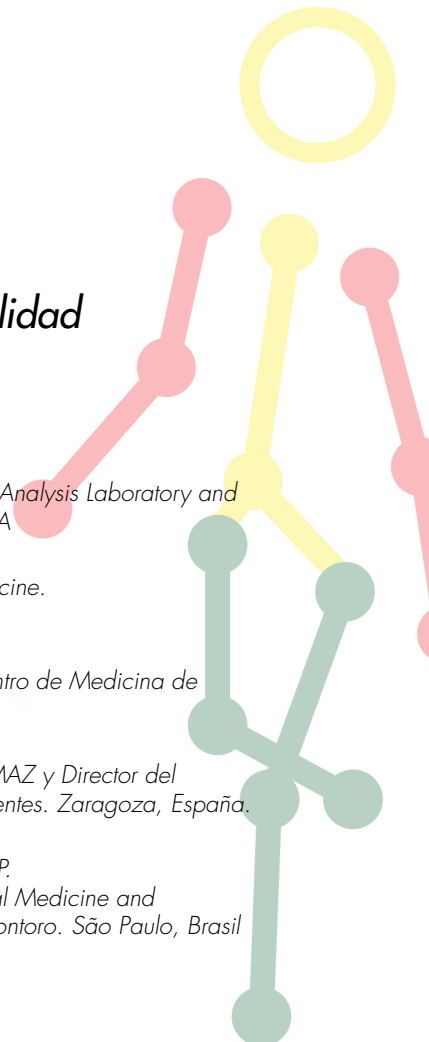 lidad
Analysis Laboratory and
A
cine.
ntro de Medicina de
MAZ y Director del
entes. Zaragoza, España.
P.
al Medicine and
ontoro. São Paulo, Brasil